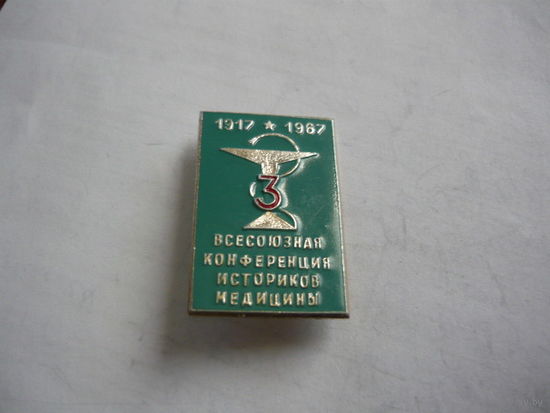 1917 ★ 1967
3
ВСЕСОЮЗНАЯ
КОНФЕРЕНЦИЯ
ИСТОРИКОВ
МЕДИЦИНЫ